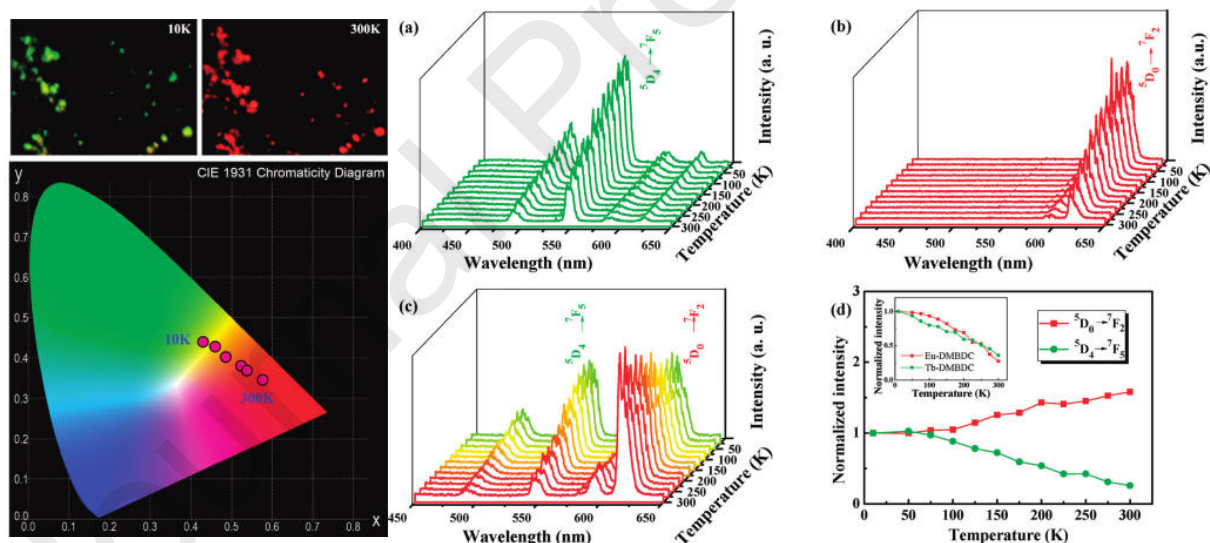 10K
300K
y
CIE 1931 Chromaticity Diagram
0.8
0.7
0.6
0.5
0.4
0.3
0.2
0.1
0.0
10K
300K
0.0 0.1 0.2 0.3 0.4 0.5 0.6 0.7 0.8
X
(a)
⁵D₄ → ⁷F₅
Intensity (a. u.)
50
100
150
200
250
300
Temperature (K)
400 450 500 550 600 650
Wavelength (nm)
(b)
⁵D₀ → ⁷F₂
Intensity (a.u.)
50
100
150
200
250
300
Temperature (K)
400 450 500 550 600 650
Wavelength (nm)
(c)
⁵D₄ → ⁷F₅
⁵D₀ → ⁷F₂
Intensity (a. u.)
50
100
150
200
250
300
Temperature (K)
450 500 550 600 650
Wavelength (nm)
(d)
Normalized intensity
3
2
1
0
Normalized intensity
1.0
0.5
0.0
Eu-DMBDC
Tb-DMBDC
0 100 200 300
Temperature (K)
⁵D₀→⁷F₂
⁵D₄→⁷F₅
0 50 100 150 200 250 300
Temperature (K)